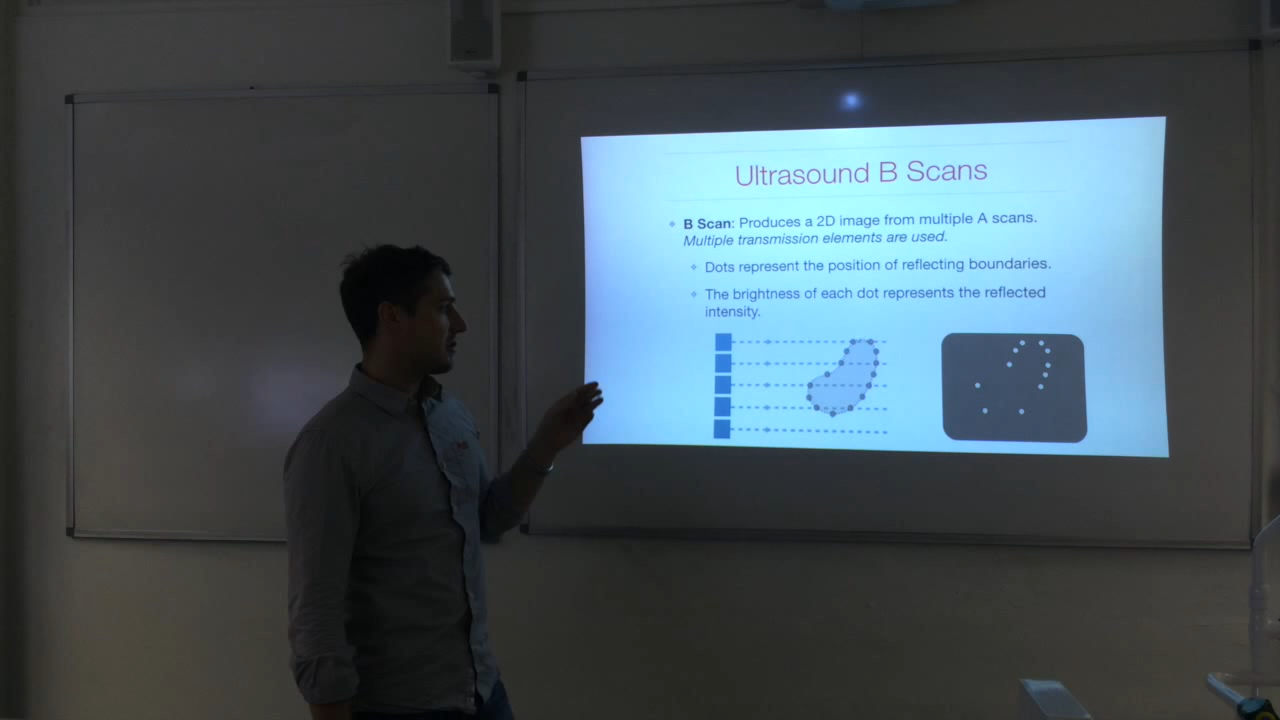 Ultrasound B Scans
B Scan: Produces a 2D image from multiple A scans.
Multiple transmission elements are used.
Dots represent the position of reflecting boundaries.
The brightness of each dot represents the reflected
intensity.